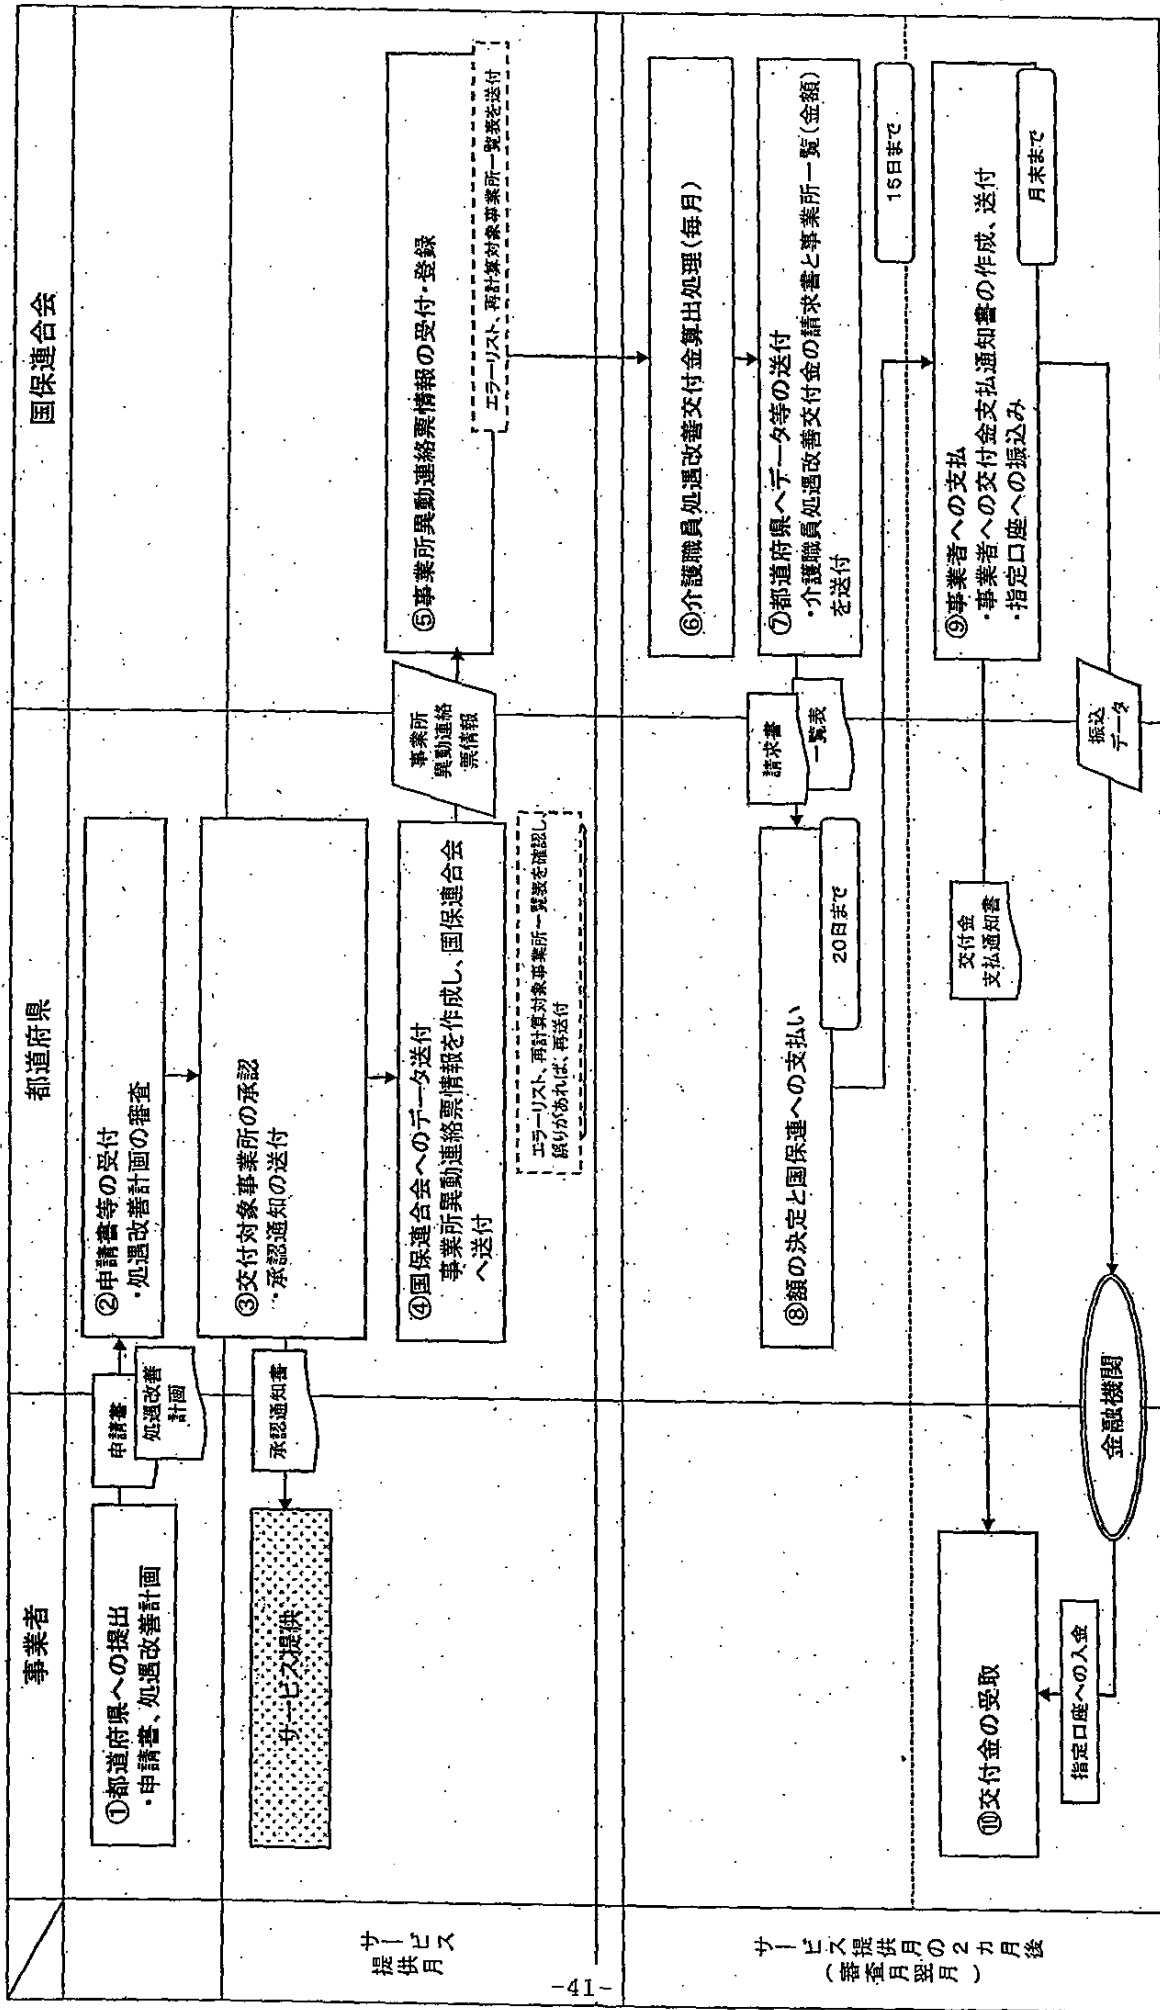 事業者
都道府県
国保連合会
サービス
提供月
①都道府県への提出
・申請書、処遇改善計画
申請書
処遇改善
計画
②申請書等の受付
・処遇改善計画の審査
③交付対象事業所の承認
・承認通知の送付
承認通知書
サービス提供
④国保連合会へのデータ送付
事業所異動連絡票情報を作成し、国保連合会
へ送付
エラーリスト、再計算対象事業所一覧表を確認し、
誤りがあれば、再送付
事業所
異動連絡
票情報
⑤事業所異動連絡票情報の受付・登録
エラーリスト、再計算対象事業所一覧表を送付
サービス提供月の2カ月後
(審査月翌月)
⑥介護職員処遇改善交付金算出処理(毎月)
⑦都道府県へデータ等の送付
・介護職員処遇改善交付金の請求書と事業所一覧(金額)
を送付
15日まで
請求書
一覧表
⑧額の決定と国保連への支払い
20日まで
⑨事業者への支払
・事業者への交付金支払通知書の作成、送付
・指定口座への振込み
月末まで
交付金
支払通知書
振込
データ
⑩交付金の受取
指定口座への入金
金融機関
-41-